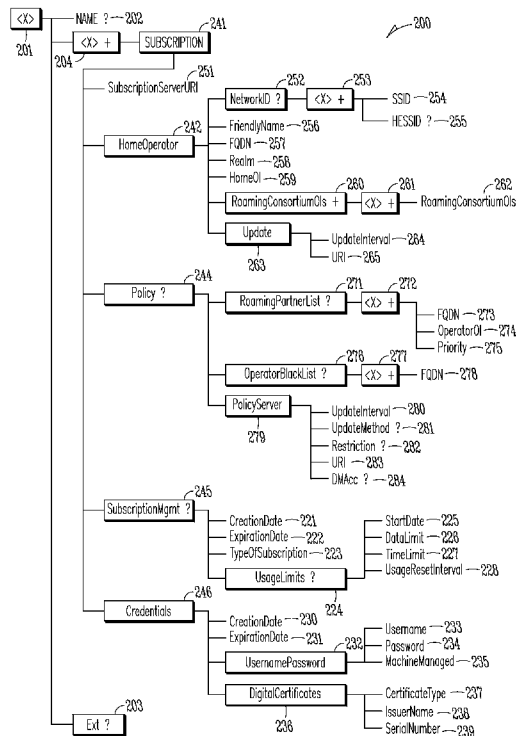 <X>
201
NAME ? 202
<X> +
204
SUBSCRIPTION
241
200
251
SubscriptionServerURI
HomeOperator
242
NetworkID ?
252
<X> +
253
SSID 254
HESSID ? 255
FriendlyName 256
FQDN 257
Realm 258
HomeOI 259
RoamingConsortiumOIs +
260
<X> +
261
262
RoamingConsortiumOIs
Update
263
UpdateInterval 264
URI 265
Policy ?
244
RoamingPartnerList ?
271
<X> +
272
FQDN 273
OperatorOI 274
Priority 275
OperatorBlackList ?
276
<X> +
277
FQDN 278
PolicyServer
279
UpdateInterval 280
UpdateMethod ? 281
Restriction ? 282
URI 283
DMAcc ? 284
SubscriptionMgmt ?
245
CreationDate 221
ExpirationDate 222
TypeOfSubscription 223
UsageLimits ?
224
StartDate 225
DataLimit 226
TimeLimit 227
UsageResetInterval 228
Credentials
246
CreationDate 230
ExpirationDate 231
UsernamePassword
232
Username 233
Password 234
MachineManaged 235
DigitalCertificates
236
CertificateType 237
IssuerName 238
SerialNumber 239
Ext ?
203